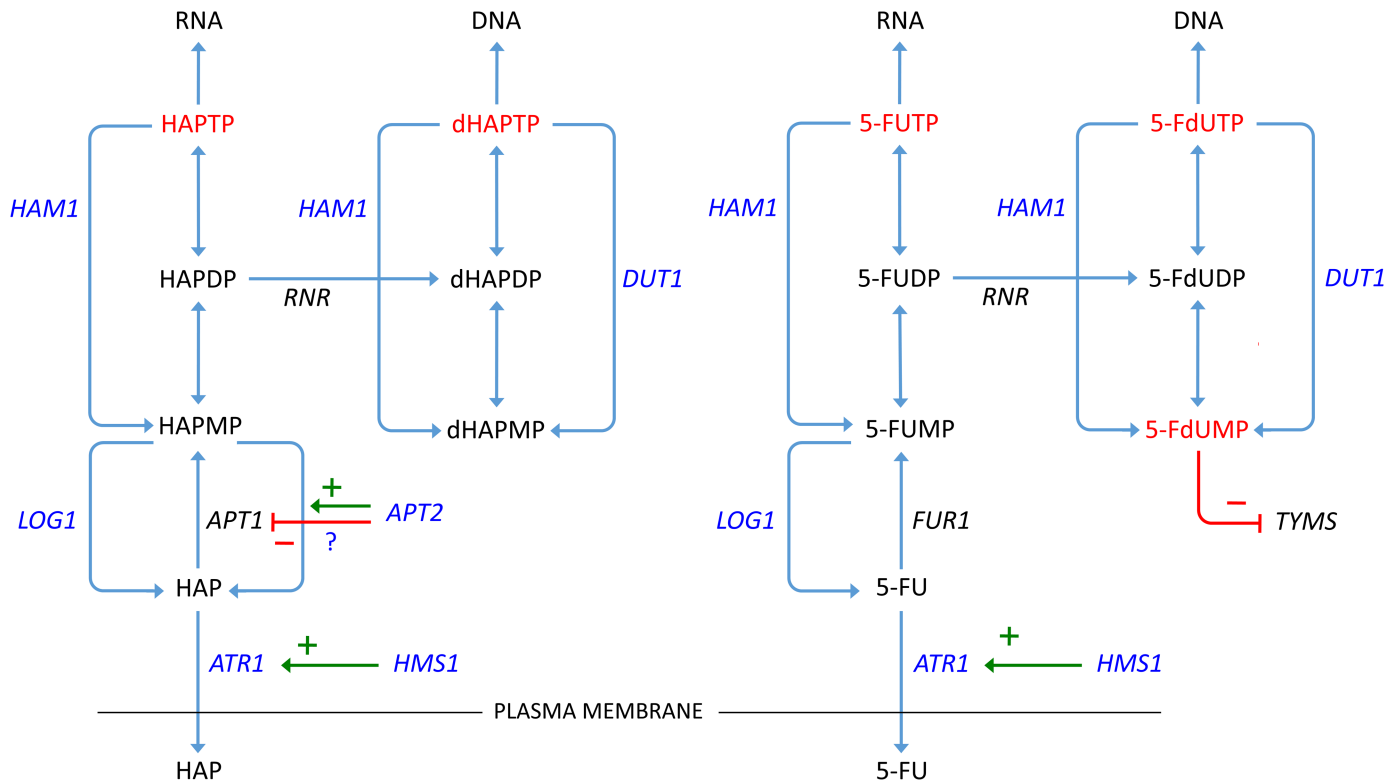 RNA DNA RNA DNA
HAPTP dHAPTP 5-FUTP 5-FdUTP
HAM1 HAM1 HAM1 HAM1
HAPDP dHAPDP DUT1 5-FUDP 5-FdUDP DUT1
RNR RNR
HAPMP dHAPMP 5-FUMP 5-FdUMP
+ −
LOG1 APT1 APT2 LOG1 FUR1 TYMS
− ?
HAP 5-FU
+ +
ATR1 HMS1 ATR1 HMS1
PLASMA MEMBRANE
HAP 5-FU